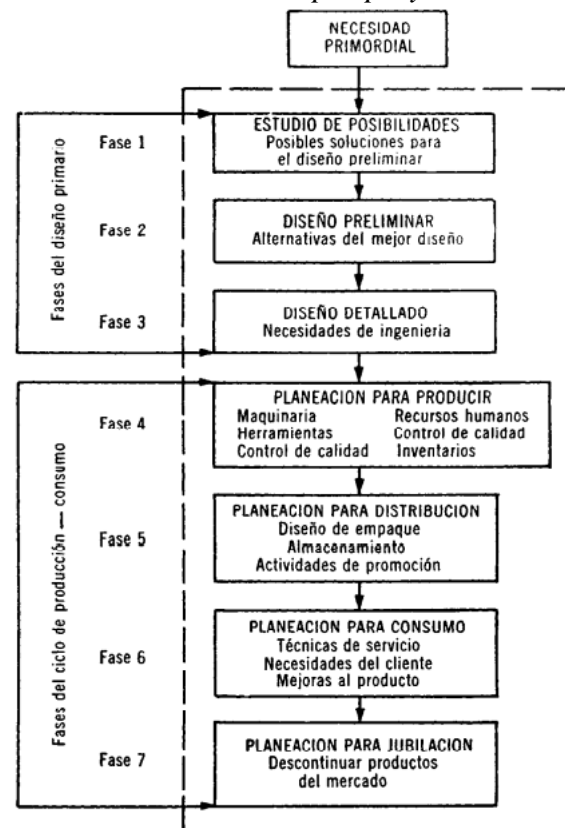 NECESIDAD
PRIMORDIAL
Fases del diseño primario
Fase 1
ESTUDIO DE POSIBILIDADES
Posibles soluciones para
el diseño preliminar
Fase 2
DISEÑO PRELIMINAR
Alternativas del mejor diseño
Fase 3
DISEÑO DETALLADO
Necesidades de ingenieria
Fases del ciclo de producción — consumo
Fase 4
PLANEACION PARA PRODUCIR
Maquinaria Recursos humanos
Herramientas Control de calidad
Control de calidad Inventarios
Fase 5
PLANEACION PARA DISTRIBUCION
Diseño de empaque
Almacenamiento
Actividades de promoción
Fase 6
PLANEACION PARA CONSUMO
Técnicas de servicio
Necesidades del cliente
Mejoras al producto
Fase 7
PLANEACION PARA JUBILACION
Descontinuar productos
del mercado